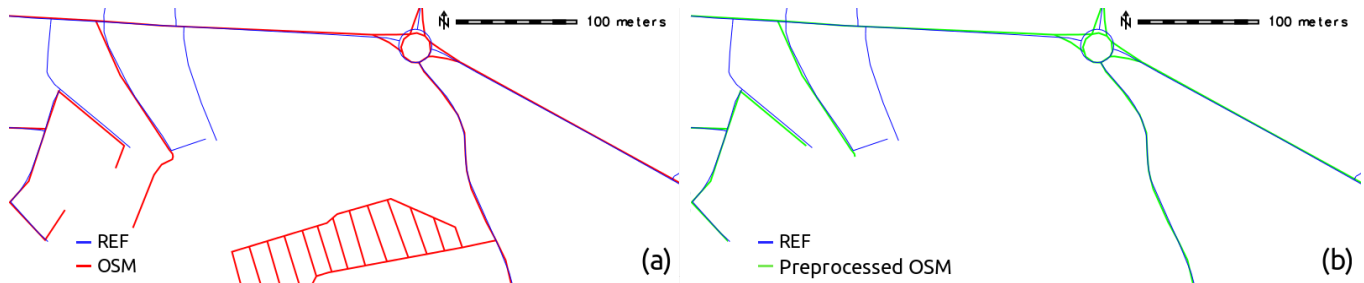 N 100 meters
REF
OSM
(a)
N 100 meters
REF
Preprocessed OSM
(b)